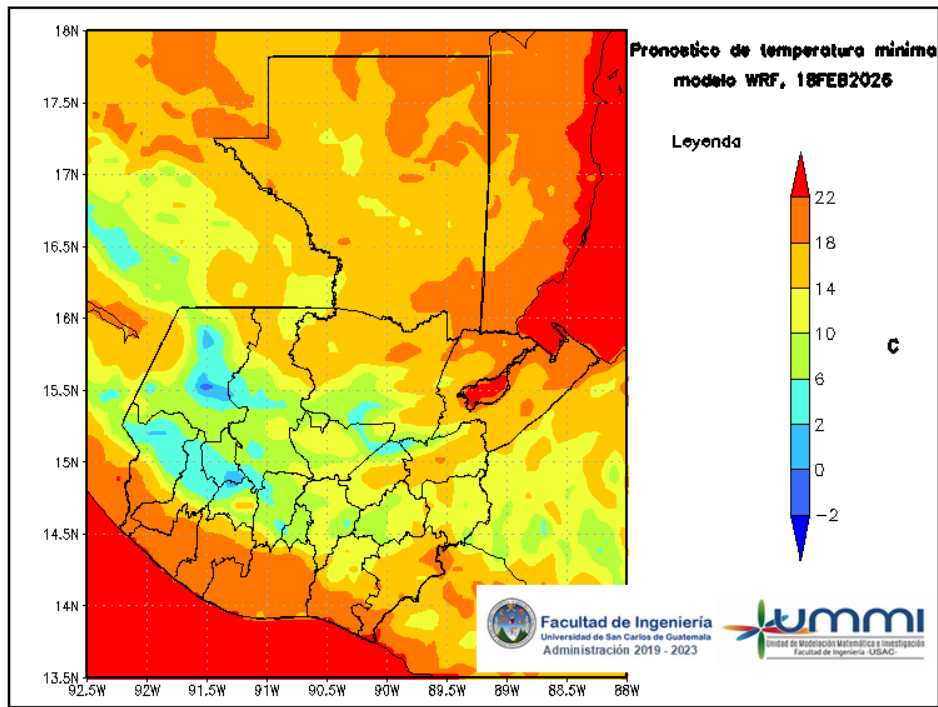 Pronostico de temperatura minima
modelo WRF, 18FEB2026
Leyenda
22
18
14
10
6
2
0
-2
C
18N
17.5N
17N
16.5N
16N
15.5N
15N
14.5N
14N
13.5N
92.5W
92W
91.5W
91W
90.5W
90W
89.5W
89W
88.5W
88W
Facultad de Ingeniería
Universidad de San Carlos de Guatemala
Administración 2019 - 2023
ummi
Unidad de Modelación Matemática e Investigación
Facultad de Ingeniería -USAC-